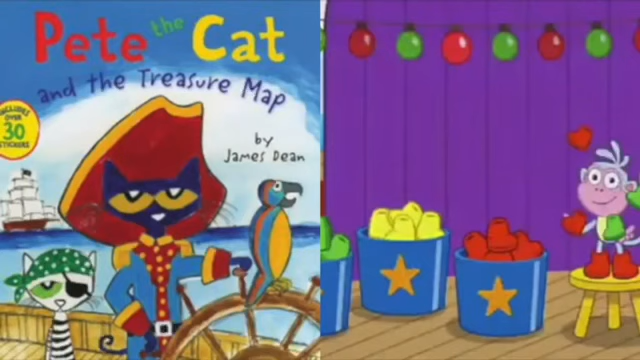 Pete the Cat
and the Treasure Map
by
James Dean
INCLUDES
OVER
30
STICKERS